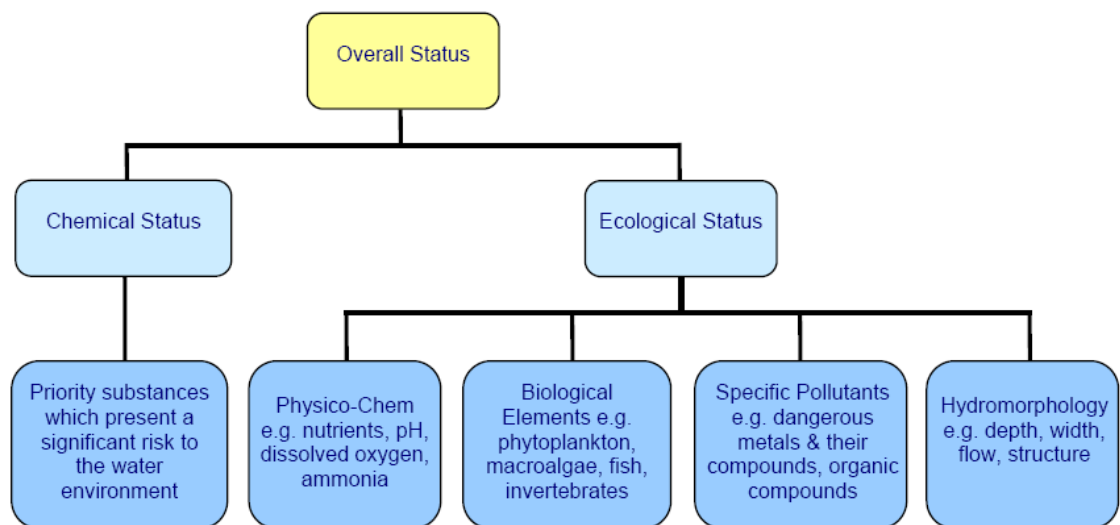 Overall Status
Chemical Status
Ecological Status
Priority substances
which present a
significant risk to
the water
environment
Physico-Chem
e.g. nutrients, pH,
dissolved oxygen,
ammonia
Biological
Elements e.g.
phytoplankton,
macroalgae, fish,
invertebrates
Specific Pollutants
e.g. dangerous
metals & their
compounds, organic
compounds
Hydromorphology
e.g. depth, width,
flow, structure